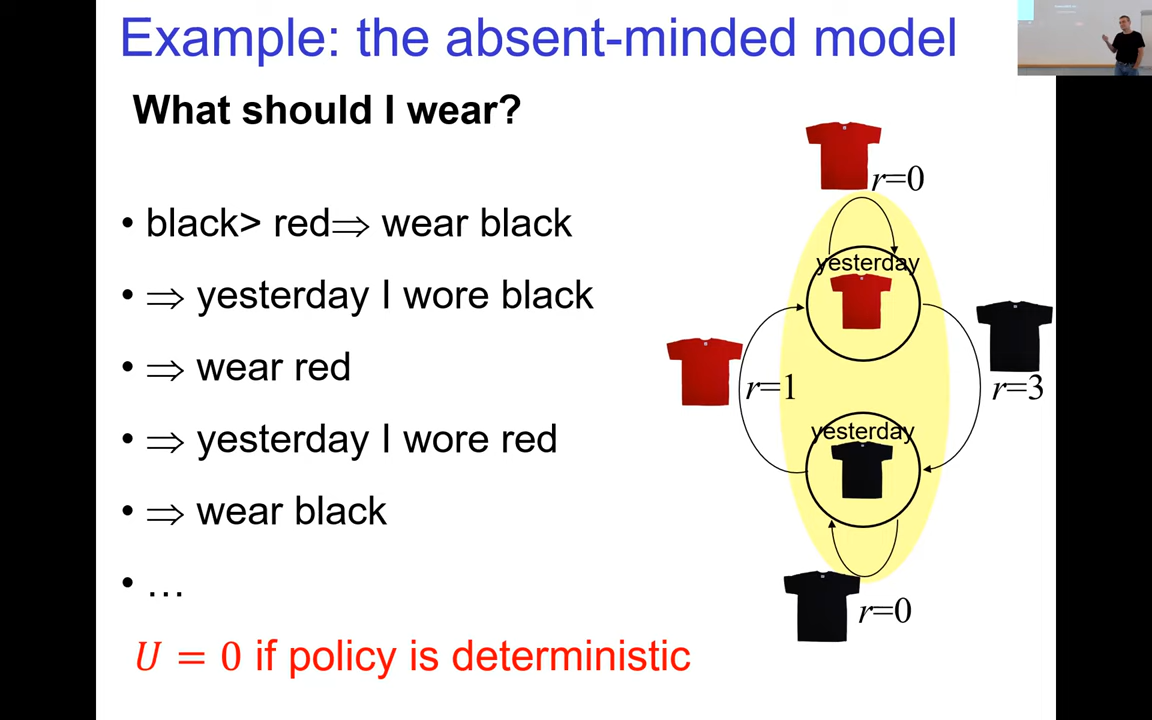 Example: the absent-minded model
What should I wear?
• black> red⇒ wear black
• ⇒ yesterday I wore black
• ⇒ wear red
• ⇒ yesterday I wore red
• ⇒ wear black
• …
U = 0 if policy is deterministic
r=0
yesterday
r=1
r=3
yesterday
r=0